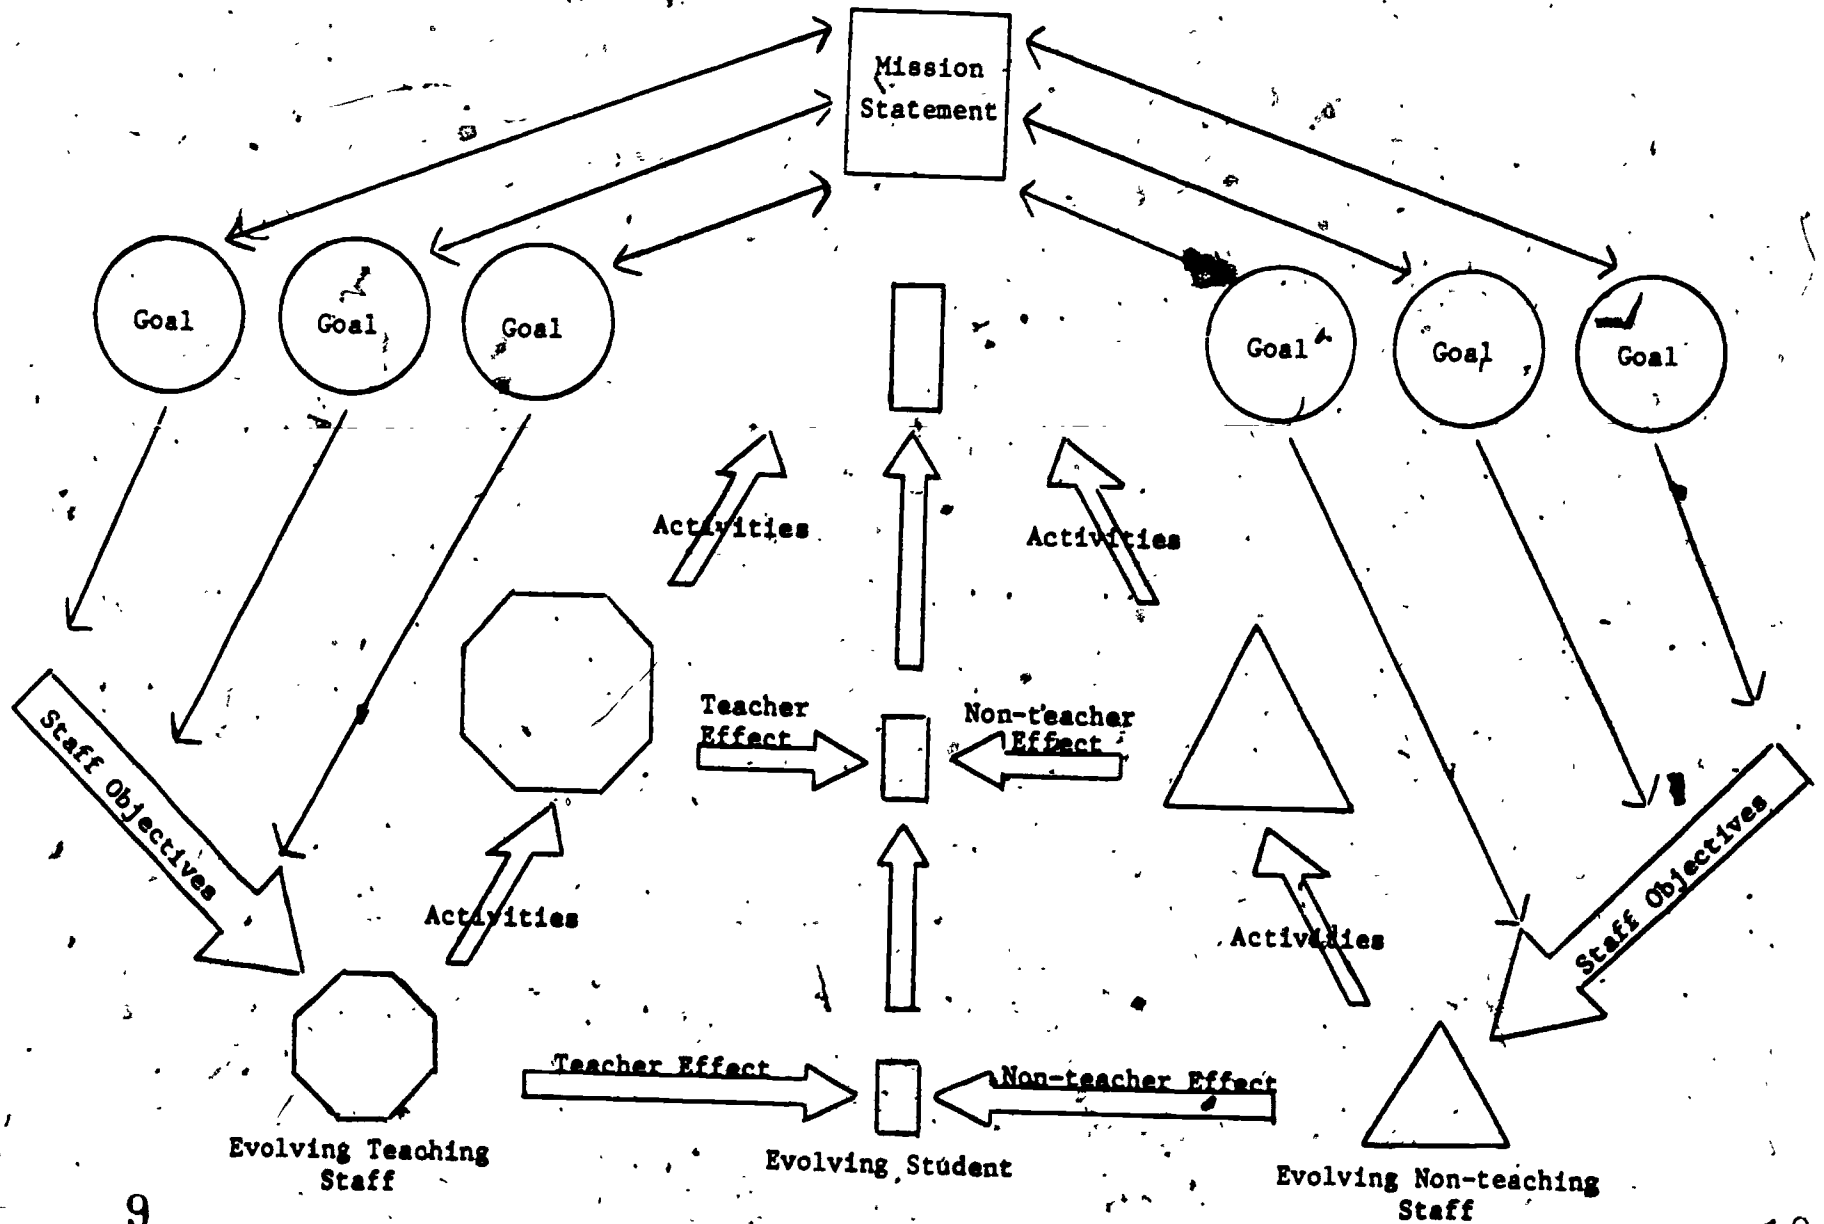 Mission
Statement
Goal
Goal
Goal
Goal
Goal
Goal
Activities
Activities
Staff Objectives
Teacher
Effect
Non-teacher
Effect
Staff Objectives
Activities
Activities
Teacher Effect
Non-teacher Effect
Evolving Teaching
Staff
Evolving Student
Evolving Non-teaching
Staff
9